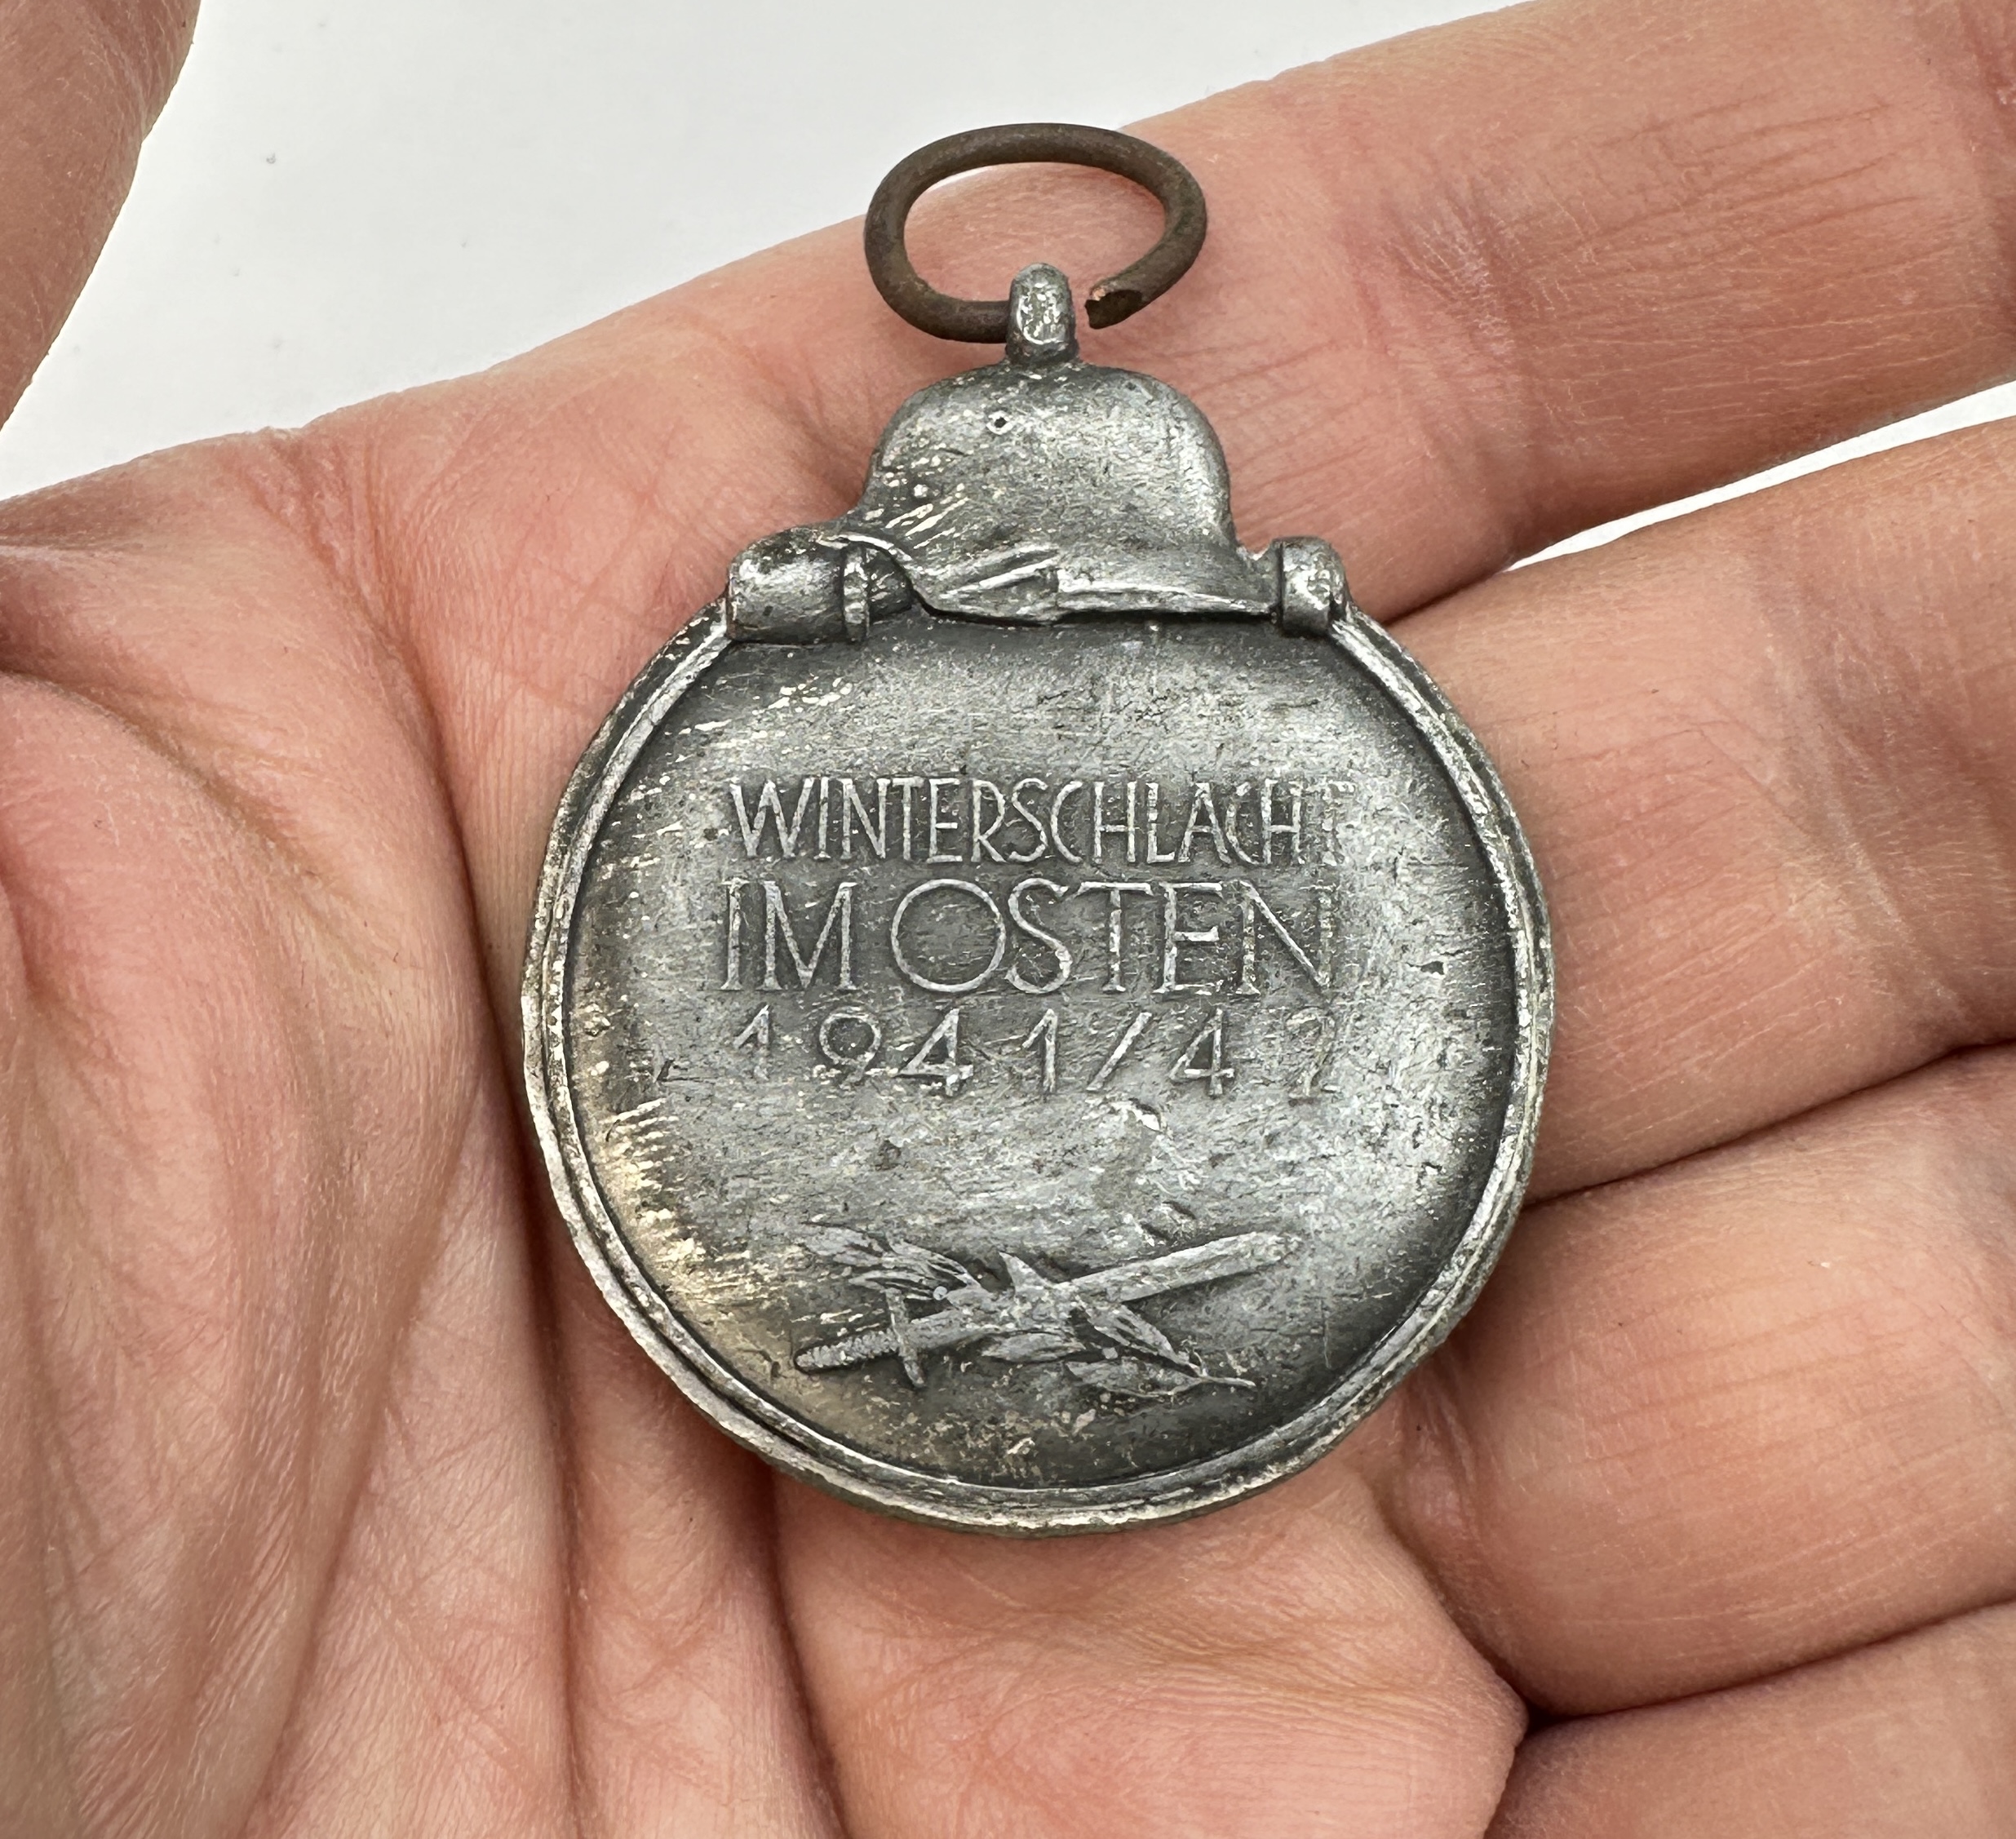 WINTERSCHLACHT
IM OSTEN
1941/42